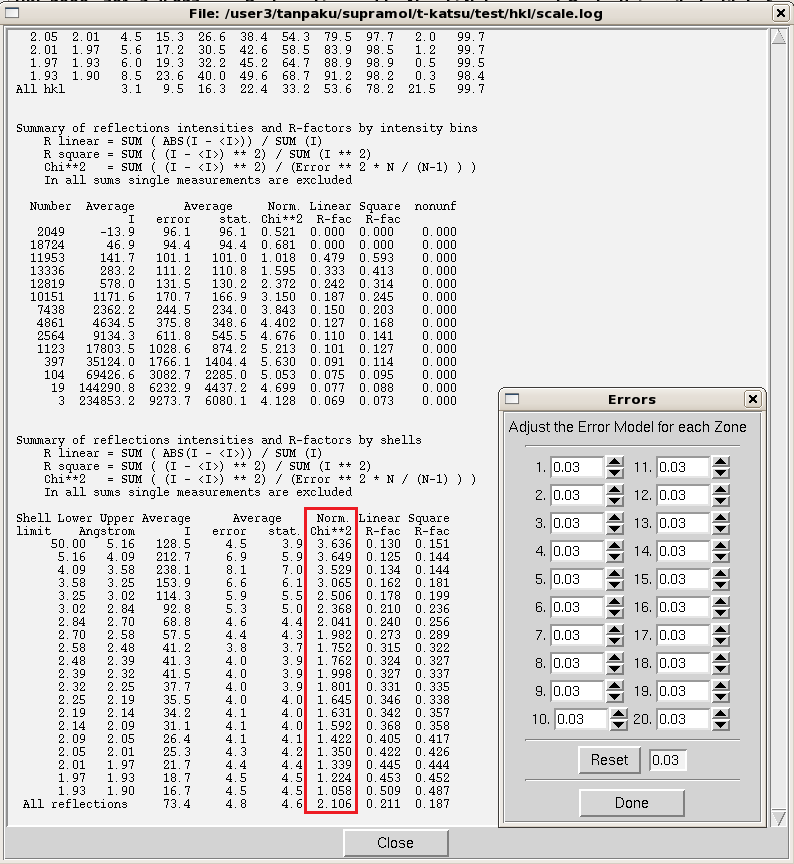 File: /user3/tanpaku/supramol/t-katsu/test/hkl/scale.log
2.05 2.01 4.5 15.3 26.6 38.4 54.3 79.5 97.7 2.0 99.7
2.01 1.97 5.6 17.2 30.5 42.6 58.5 83.9 98.5 1.2 99.7
1.97 1.93 6.0 19.3 32.2 45.2 64.7 88.9 98.9 0.5 99.5
1.93 1.90 8.5 23.6 40.0 49.6 68.7 91.2 98.2 0.3 98.4
All hkl 3.1 9.5 16.3 22.4 33.2 53.6 78.2 21.5 99.7
Summary of reflections intensities and R-factors by intensity bins
R linear = SUM ( ABS(I - <I>)) / SUM (I)
R square = SUM ( (I - <I>) ** 2) / SUM (I ** 2)
Chi**2 = SUM ( (I - <I>) ** 2) / (Error ** 2 * N / (N-1) ) )
In all sums single measurements are excluded
Number Average Average Norm. Linear Square nonunf
I error stat. Chi**2 R-fac R-fac
2049 -13.9 96.1 96.1 0.521 0.000 0.000 0.000
18724 46.9 94.4 94.4 0.681 0.000 0.000 0.000
11953 141.7 101.1 101.0 1.018 0.479 0.593 0.000
13336 283.2 111.2 110.8 1.595 0.333 0.413 0.000
12819 578.0 131.5 130.2 2.372 0.242 0.314 0.000
10151 1171.6 170.7 166.9 3.150 0.187 0.245 0.000
7438 2362.2 244.5 234.0 3.843 0.150 0.203 0.000
4861 4634.5 375.8 348.6 4.402 0.127 0.168 0.000
2564 9134.3 611.8 545.5 4.676 0.110 0.141 0.000
1123 17803.5 1028.6 874.2 5.213 0.101 0.127 0.000
397 35124.0 1766.1 1404.4 5.630 0.091 0.114 0.000
104 69426.6 3082.7 2285.0 5.053 0.075 0.095 0.000
19 144290.8 6232.9 4437.2 4.699 0.077 0.088 0.000
3 234853.2 9273.7 6080.1 4.128 0.069 0.073 0.000
Summary of reflections intensities and R-factors by shells
R linear = SUM ( ABS(I - <I>)) / SUM (I)
R square = SUM ( (I - <I>) ** 2) / SUM (I ** 2)
Chi**2 = SUM ( (I - <I>) ** 2) / (Error ** 2 * N / (N-1) ) )
In all sums single measurements are excluded
Shell Lower Upper Average Average Norm. Linear Square
limit Angstrom I error stat. Chi**2 R-fac R-fac
50.00 5.16 128.5 4.5 3.9 3.636 0.130 0.151
5.16 4.09 212.7 6.9 5.9 3.649 0.125 0.144
4.09 3.58 238.1 8.1 7.0 3.529 0.134 0.144
3.58 3.25 153.9 6.6 6.1 3.065 0.162 0.181
3.25 3.02 114.3 5.9 5.5 2.506 0.178 0.199
3.02 2.84 92.8 5.3 5.0 2.368 0.210 0.236
2.84 2.70 68.8 4.6 4.4 2.041 0.240 0.256
2.70 2.58 57.5 4.4 4.3 1.982 0.273 0.289
2.58 2.48 41.2 3.8 3.7 1.752 0.315 0.322
2.48 2.39 41.3 4.0 3.9 1.762 0.324 0.327
2.39 2.32 41.5 4.0 3.9 1.998 0.327 0.337
2.32 2.25 37.7 4.0 3.9 1.801 0.331 0.335
2.25 2.19 35.5 4.0 4.0 1.645 0.346 0.338
2.19 2.14 34.2 4.1 4.0 1.631 0.342 0.357
2.14 2.09 31.1 4.1 4.0 1.592 0.368 0.358
2.09 2.05 26.4 4.1 4.1 1.422 0.405 0.417
2.05 2.01 25.3 4.3 4.2 1.350 0.422 0.426
2.01 1.97 21.7 4.4 4.4 1.339 0.445 0.444
1.97 1.93 18.7 4.5 4.5 1.224 0.453 0.452
1.93 1.90 16.7 4.5 4.5 1.058 0.509 0.487
All reflections 73.4 4.8 4.6 2.106 0.211 0.187
Close
Errors
Adjust the Error Model for each Zone
1. 0.03 11. 0.03
2. 0.03 12. 0.03
3. 0.03 13. 0.03
4. 0.03 14. 0.03
5. 0.03 15. 0.03
6. 0.03 16. 0.03
7. 0.03 17. 0.03
8. 0.03 18. 0.03
9. 0.03 19. 0.03
10. 0.03 20. 0.03
Reset 0.03
Done